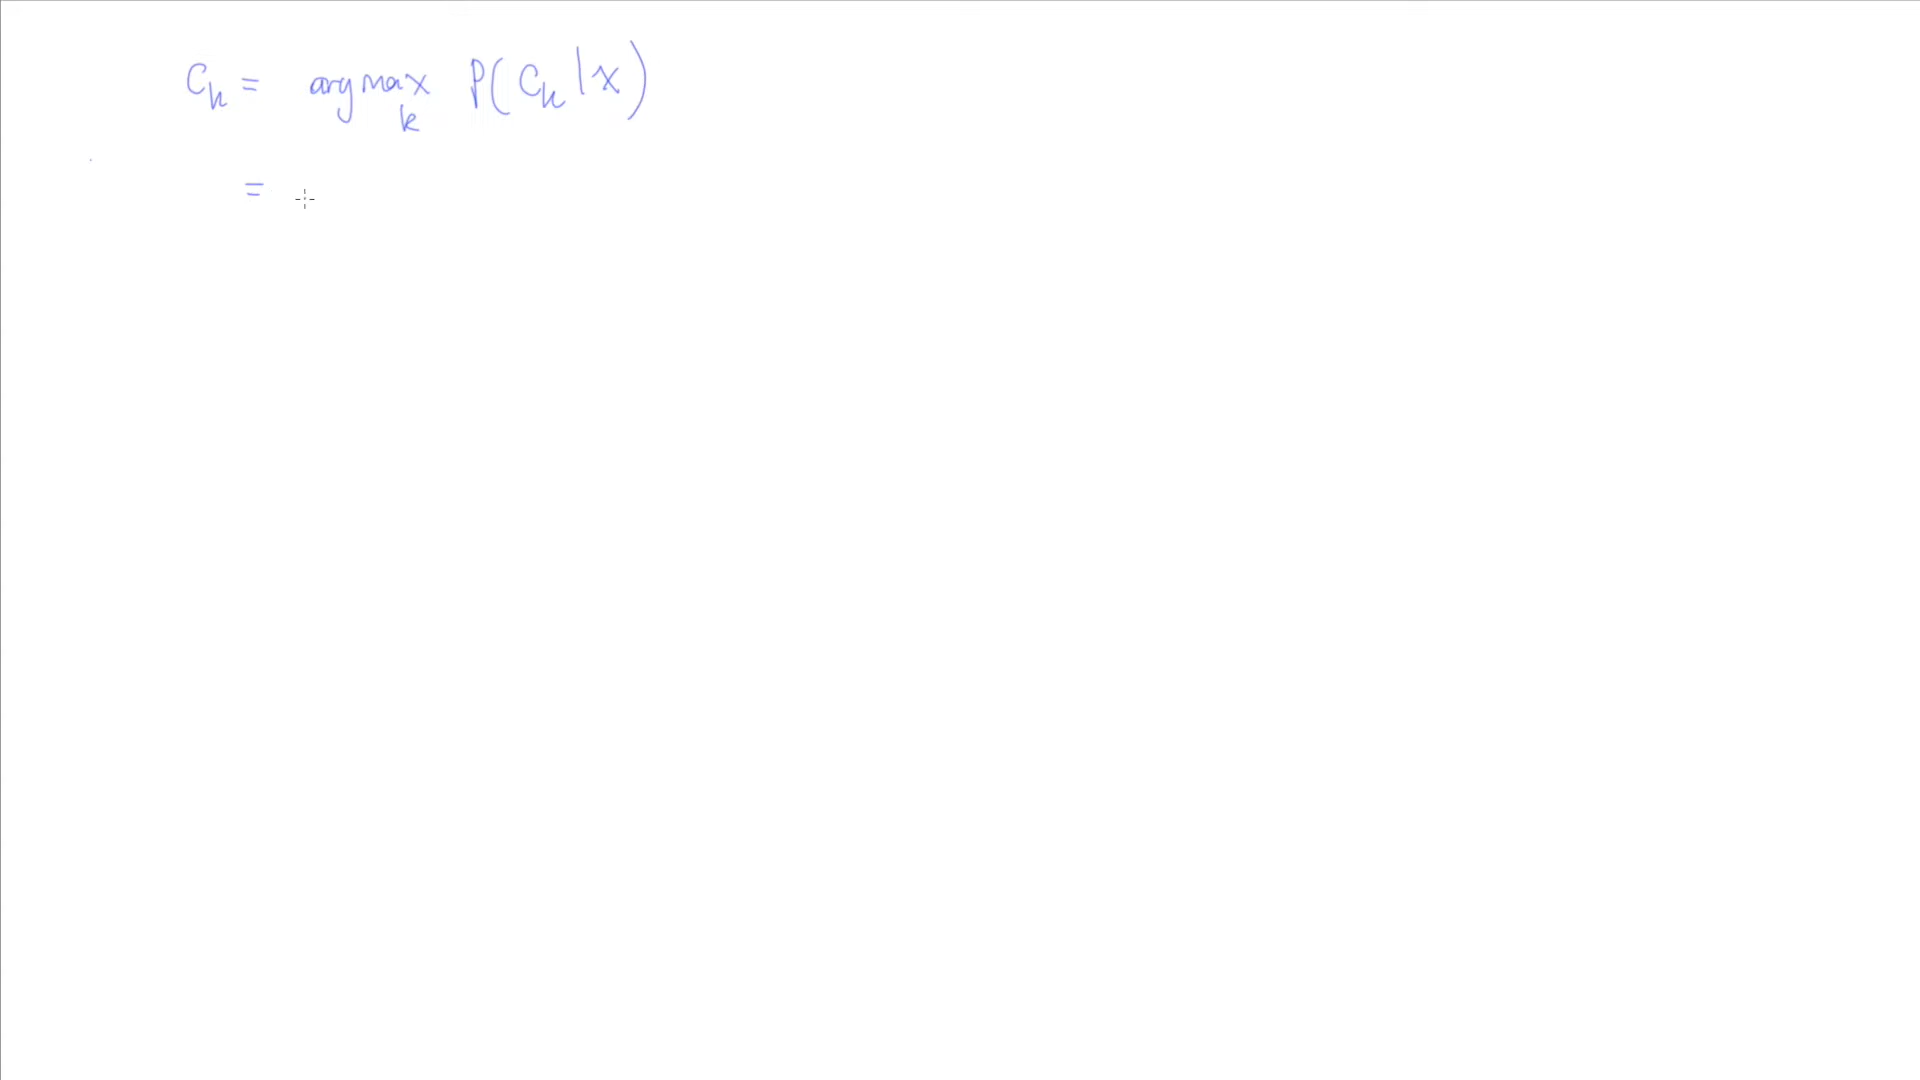 C_k = argmax_k P(C_k|x)
=